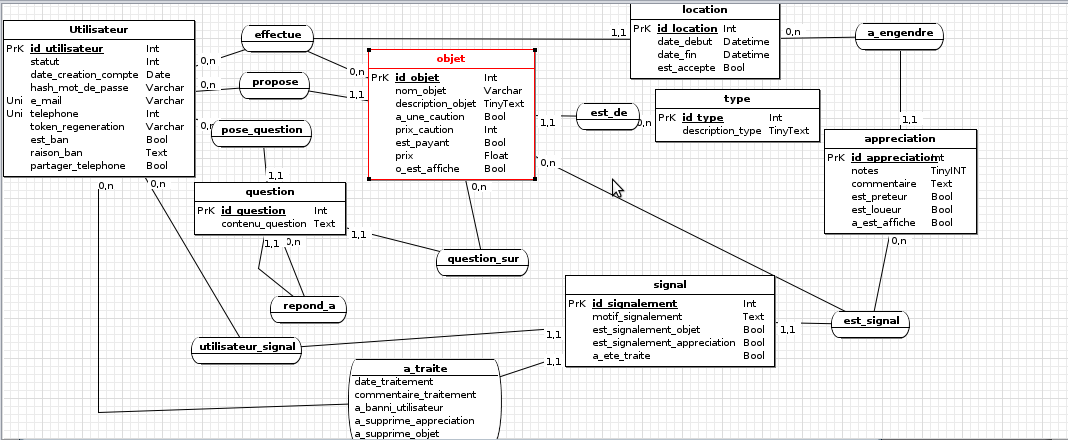 Utilisateur
PrK id_utilisateur Int
statut Int
date_creation_compte Date
hash_mot_de_passe Varchar
Uni e_mail Varchar
Uni telephone Int
token_regeneration Varchar
est_ban Bool
raison_ban Text
partager_telephone Bool
0,n
0,n
0,n
0,n
0,n
effectue
propose
pose_question
1,1
question
PrK id_question Int
contenu_question Text
1,1
0,n
1,1
repond_a
utilisateur_signal
0,n
1,1
objet
PrK id_objet Int
nom_objet Varchar
description_objet TinyText
a_une_caution Bool
prix_caution Int
est_payant Bool
prix Float
o_est_affiche Bool
0,n
question_sur
1,1
0,n
est_de
0,n
1,1
location
PrK id_location Int
date_debut Datetime
date_fin Datetime
est_accepte Bool
0,n
a_engendre
1,1
type
PrK id_type Int
description_type TinyText
appreciation
PrK id_appreciation Int
notes TinyINT
commentaire Text
est_preteur Bool
est_loueur Bool
a_est_affiche Bool
0,n
est_signal
1,1
signal
PrK id_signalement Int
motif_signalement Text
est_signalement_objet Bool
est_signalement_appreciation Bool
a_ete_traite Bool
1,1
1,1
a_traite
date_traitement
commentaire_traitement
a_banni_utilisateur
a_supprime_appreciation
a_supprime_objet